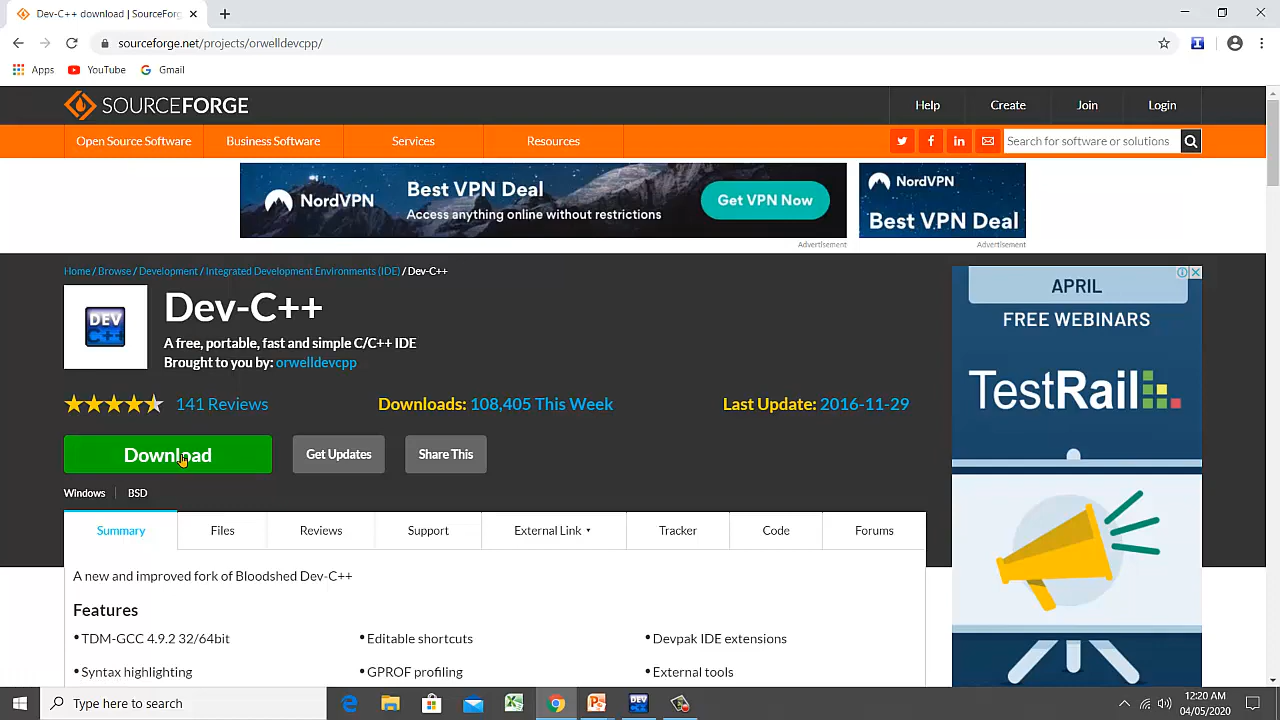 Dev-C++ download | SourceForg
sourceforge.net/projects/orwelldevcpp/
Apps YouTube Gmail
SOURCEFORGE
Help Create Join Login
Open Source Software Business Software Services Resources
Search for software or solutions
NordVPN
Best VPN Deal
Access anything online without restrictions
Get VPN Now
NordVPN
Best VPN Deal
Advertisement Advertisement
Home / Browse / Development / Integrated Development Environments (IDE) / Dev-C++
DEV
C++
Dev-C++
A free, portable, fast and simple C/C++ IDE
Brought to you by: orwelldevcpp
141 Reviews Downloads: 108,405 This Week Last Update: 2016-11-29
Download Get Updates Share This
Windows BSD
Summary Files Reviews Support External Link Tracker Code Forums
A new and improved fork of Bloodshed Dev-C++
Features
• TDM-GCC 4.9.2 32/64bit • Editable shortcuts • Devpak IDE extensions
• Syntax highlighting • GPROF profiling • External tools
APRIL
FREE WEBINARS
TestRail
Type here to search
12:20 AM
04/05/2020